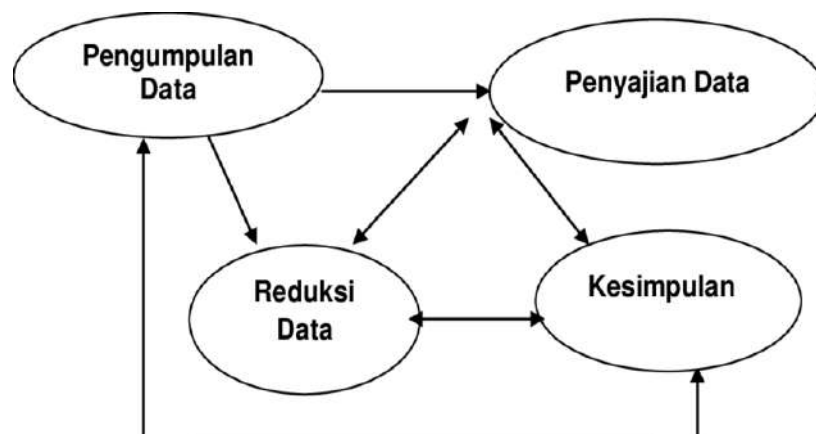 Pengumpulan
Data
Penyajian Data
Reduksi
Data
Kesimpulan